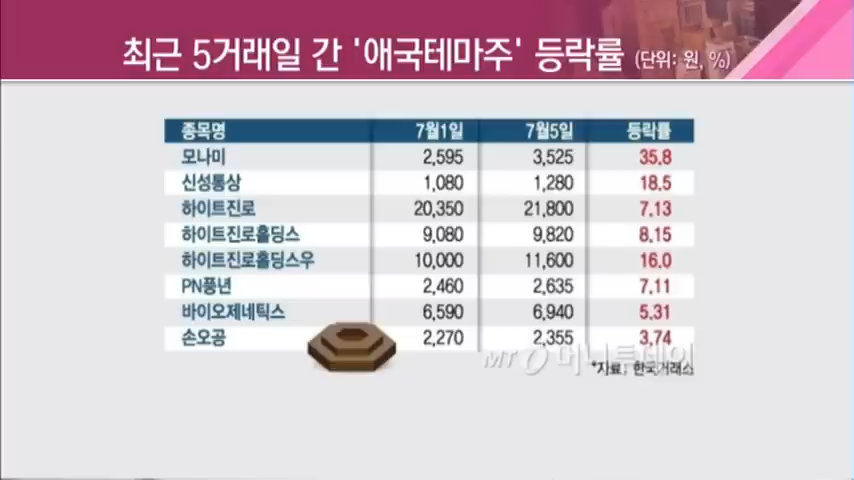 최근 5거래일 간 '애국테마주' 등락률 (단위: 원, %)
종목명 7월1일 7월5일 등락률
모나미 2,595 3,525 35.8
신성통상 1,080 1,280 18.5
하이트진로 20,350 21,800 7.13
하이트진로홀딩스 9,080 9,820 8.15
하이트진로홀딩스우 10,000 11,600 16.0
PN풍년 2,460 2,635 7.11
바이오제네틱스 6,590 6,940 5.31
손오공 2,270 2,355 3.74
MT 머니투데이
*자료: 한국거래소